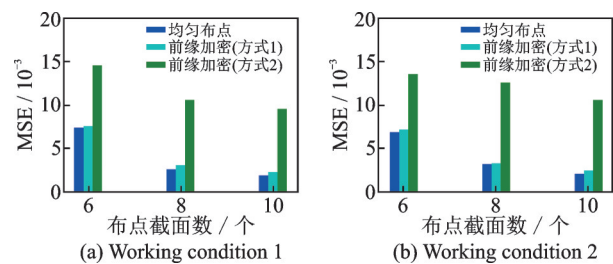 20
15
10
5
0
MSE / 10⁻³
均匀布点
前缘加密(方式1)
前缘加密(方式2)
6 8 10
布点截面数 / 个
(a) Working condition 1
20
15
10
5
0
MSE / 10⁻³
均匀布点
前缘加密(方式1)
前缘加密(方式2)
6 8 10
布点截面数 / 个
(b) Working condition 2